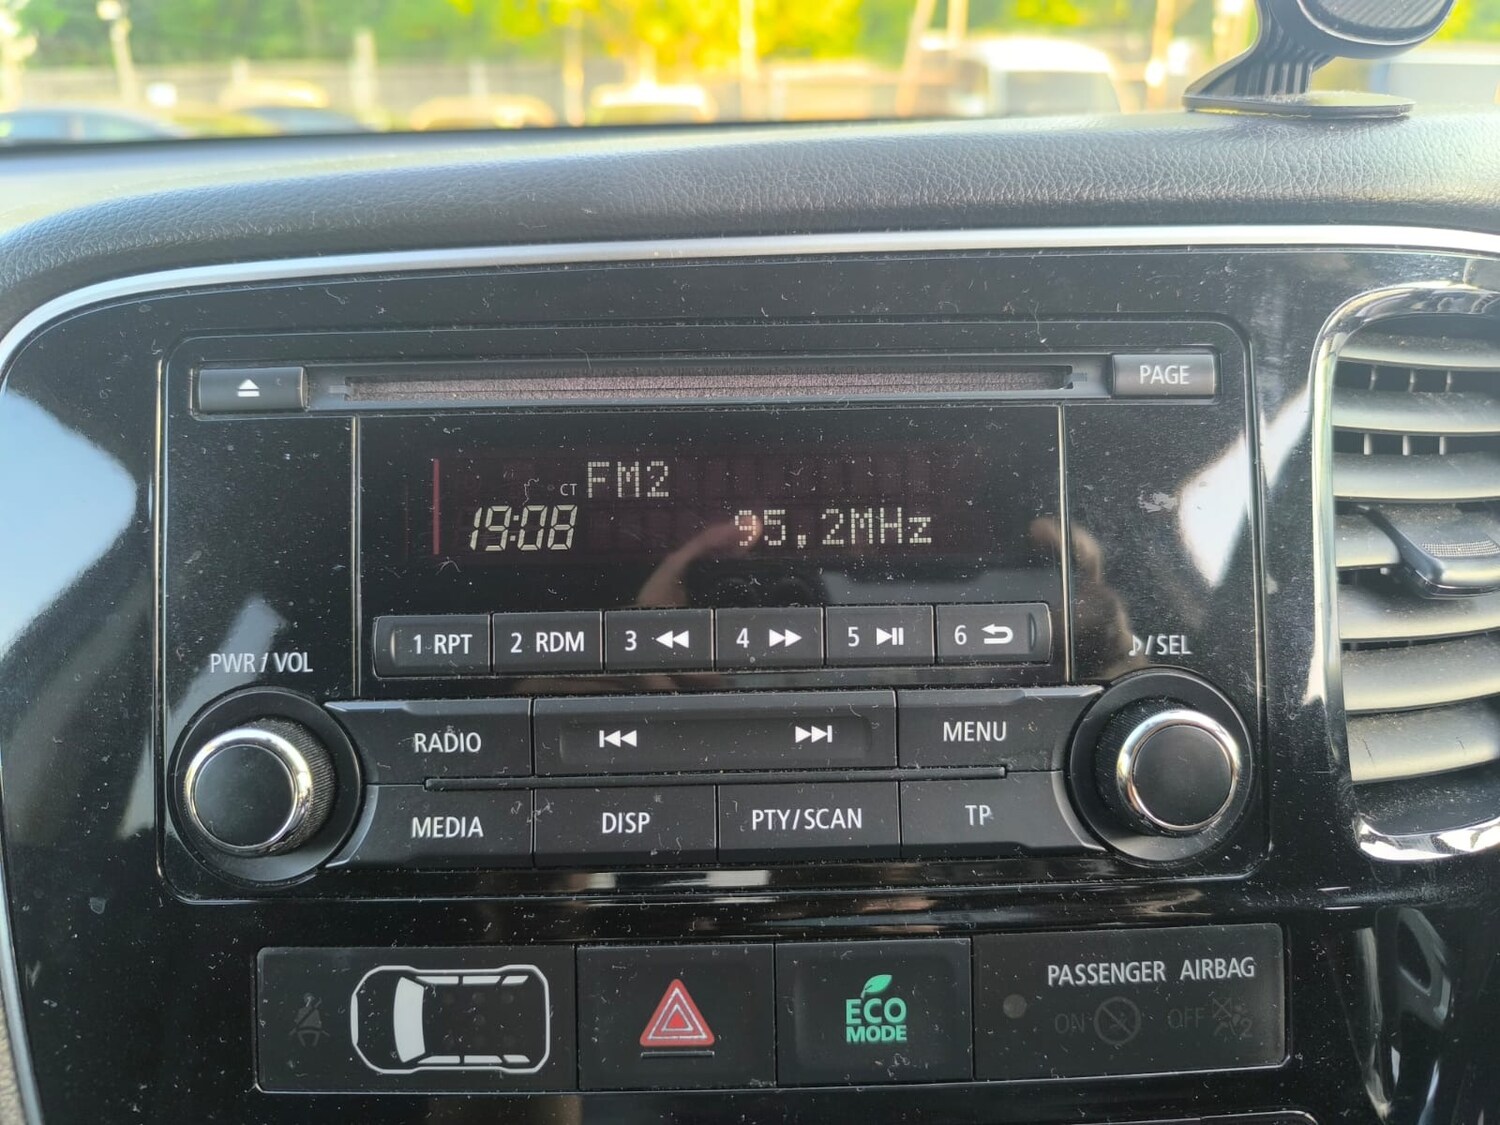 PAGE
CT FM2
19:08 95,2MHz
1 RPT 2 RDM 3 4 5 6
PWR / VOL
♪/SEL
RADIO MENU
MEDIA DISP PTY/SCAN TP
PASSENGER AIRBAG
ON OFF 2
ECO
MODE